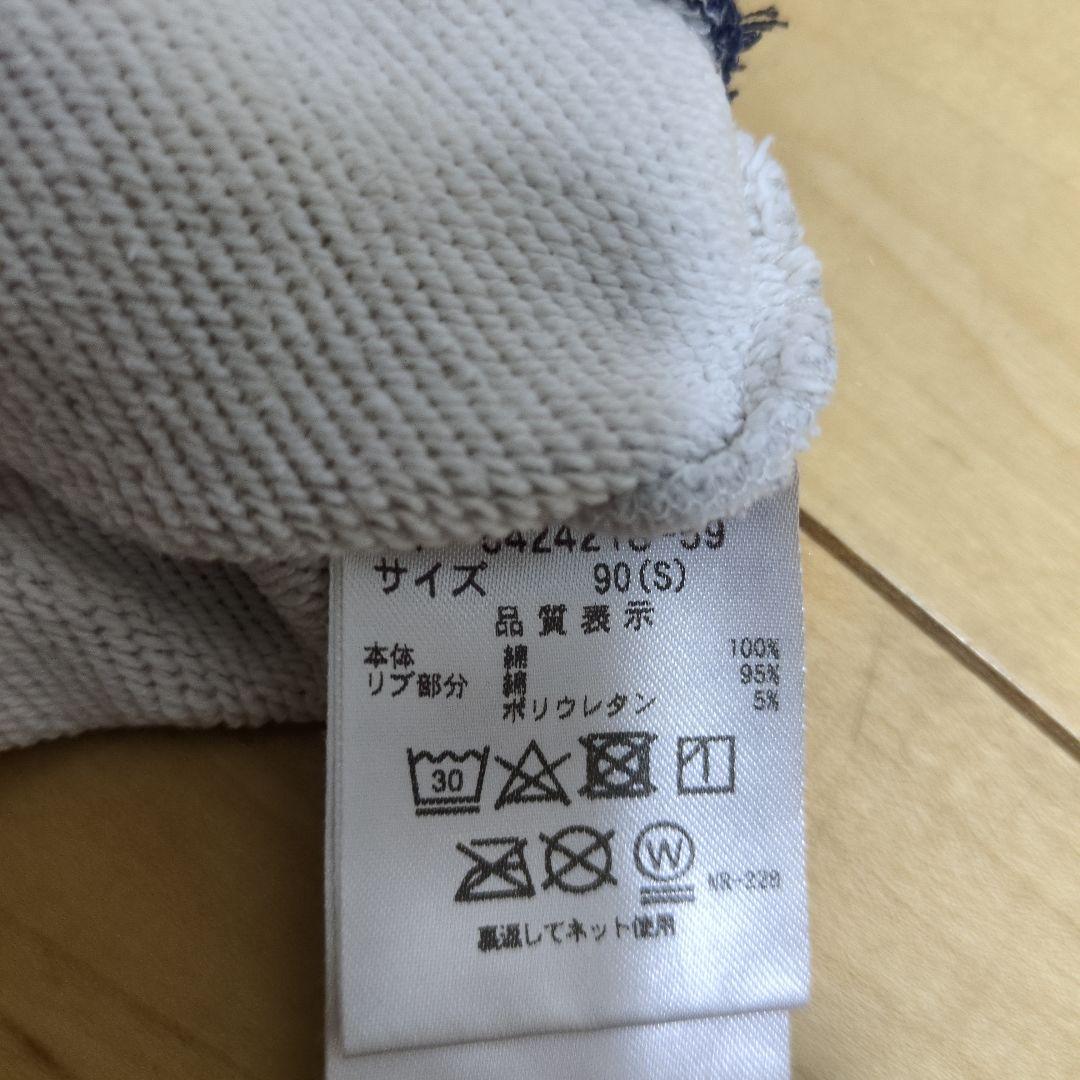 サイズ 90(S)
品質表示
本体 綿 100%
リブ部分 綿 95%
ポリウレタン 5%
30
W NR-228
裏返してネット使用